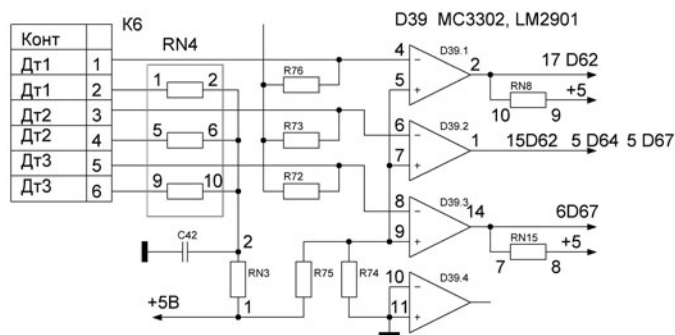 К6
D39 MC3302, LM2901
Конт
RN4
Дт1 1
Дт1 2
Дт2 3
Дт2 4
Дт3 5
Дт3 6
1 2
5 6
9 10
R76
R73
R72
4 D39.1
5
2
17 D62
RN8
+5
10 9
6 D39.2
7
1
15D62 5 D64 5 D67
8 D39.3
9
14
6D67
RN15
+5
7 8
C42
2
RN3
1
R75
R74
10 D39.4
11
+5В